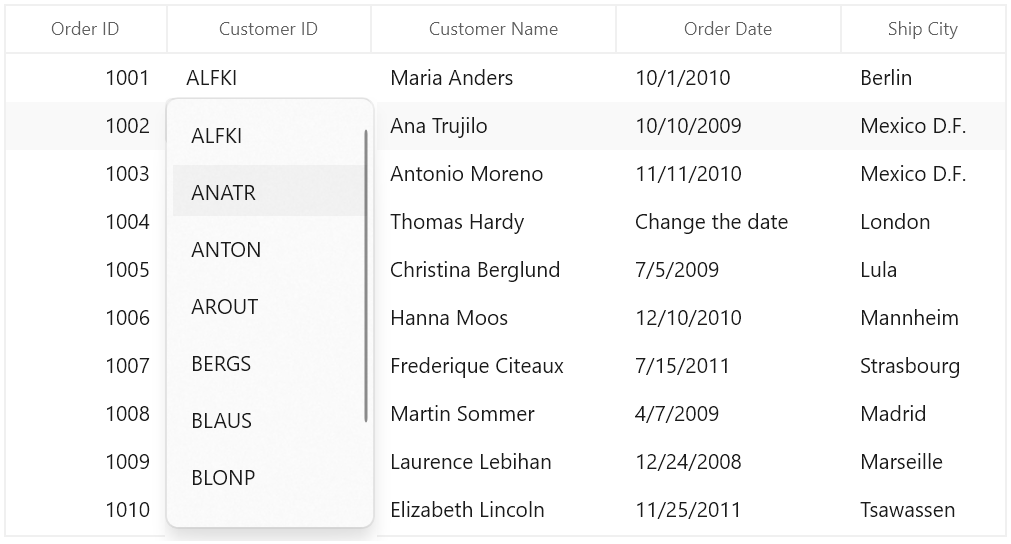 Order ID Customer ID Customer Name Order Date Ship City
1001 ALFKI Maria Anders 10/1/2010 Berlin
1002 Ana Trujilo 10/10/2009 Mexico D.F.
1003 Antonio Moreno 11/11/2010 Mexico D.F.
1004 Thomas Hardy Change the date London
1005 Christina Berglund 7/5/2009 Lula
1006 Hanna Moos 12/10/2010 Mannheim
1007 Frederique Citeaux 7/15/2011 Strasbourg
1008 Martin Sommer 4/7/2009 Madrid
1009 Laurence Lebihan 12/24/2008 Marseille
1010 Elizabeth Lincoln 11/25/2011 Tsawassen
ALFKI
ANATR
ANTON
AROUT
BERGS
BLAUS
BLONP